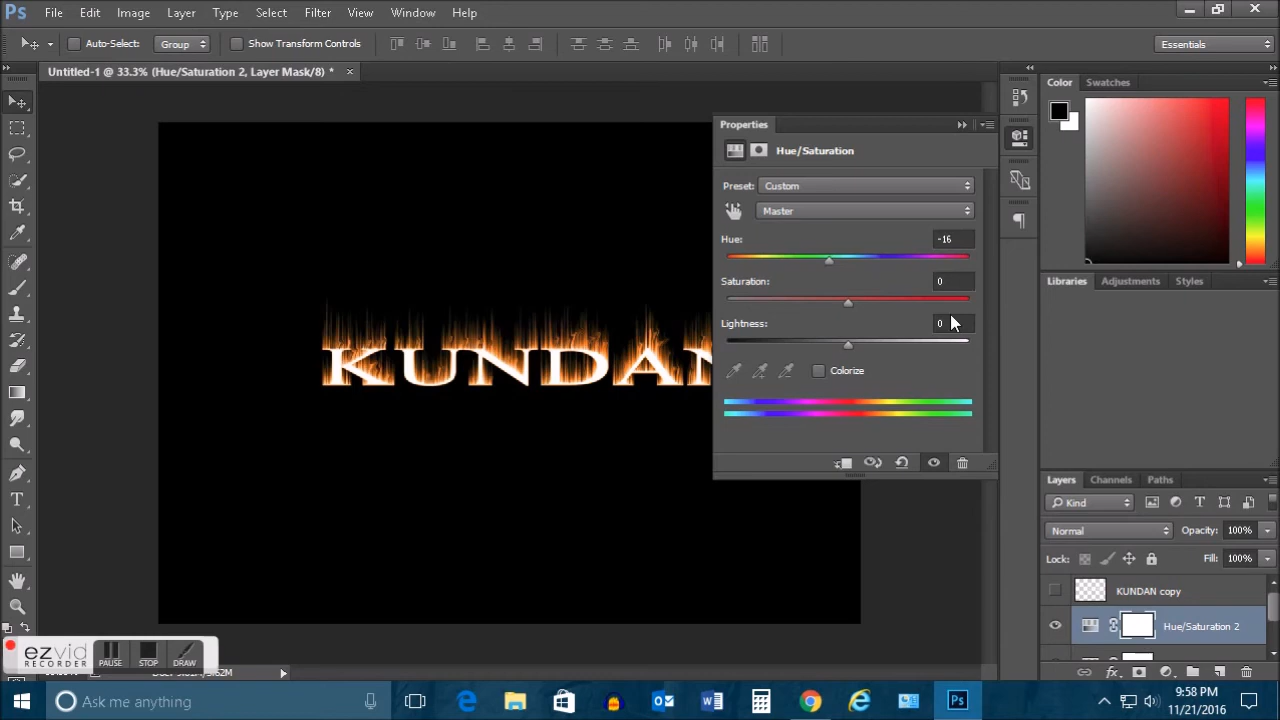 Ps File Edit Image Layer Type Select Filter View Window Help
Auto-Select: Group Show Transform Controls Essentials
Untitled-1 @ 33.3% (Hue/Saturation 2, Layer Mask/8) *
Color Swatches
Properties
Hue/Saturation
Preset: Custom
Master
Hue: -16
Saturation: 0
Lightness: 0
Colorize
KUNDAN
Libraries Adjustments Styles
Layers Channels Paths
Kind
Normal Opacity: 100%
Lock: Fill: 100%
KUNDAN copy
Hue/Saturation 2
ezvid
RECORDER
PAUSE STOP DRAW
Ask me anything
Ps
9:58 PM
11/21/2016